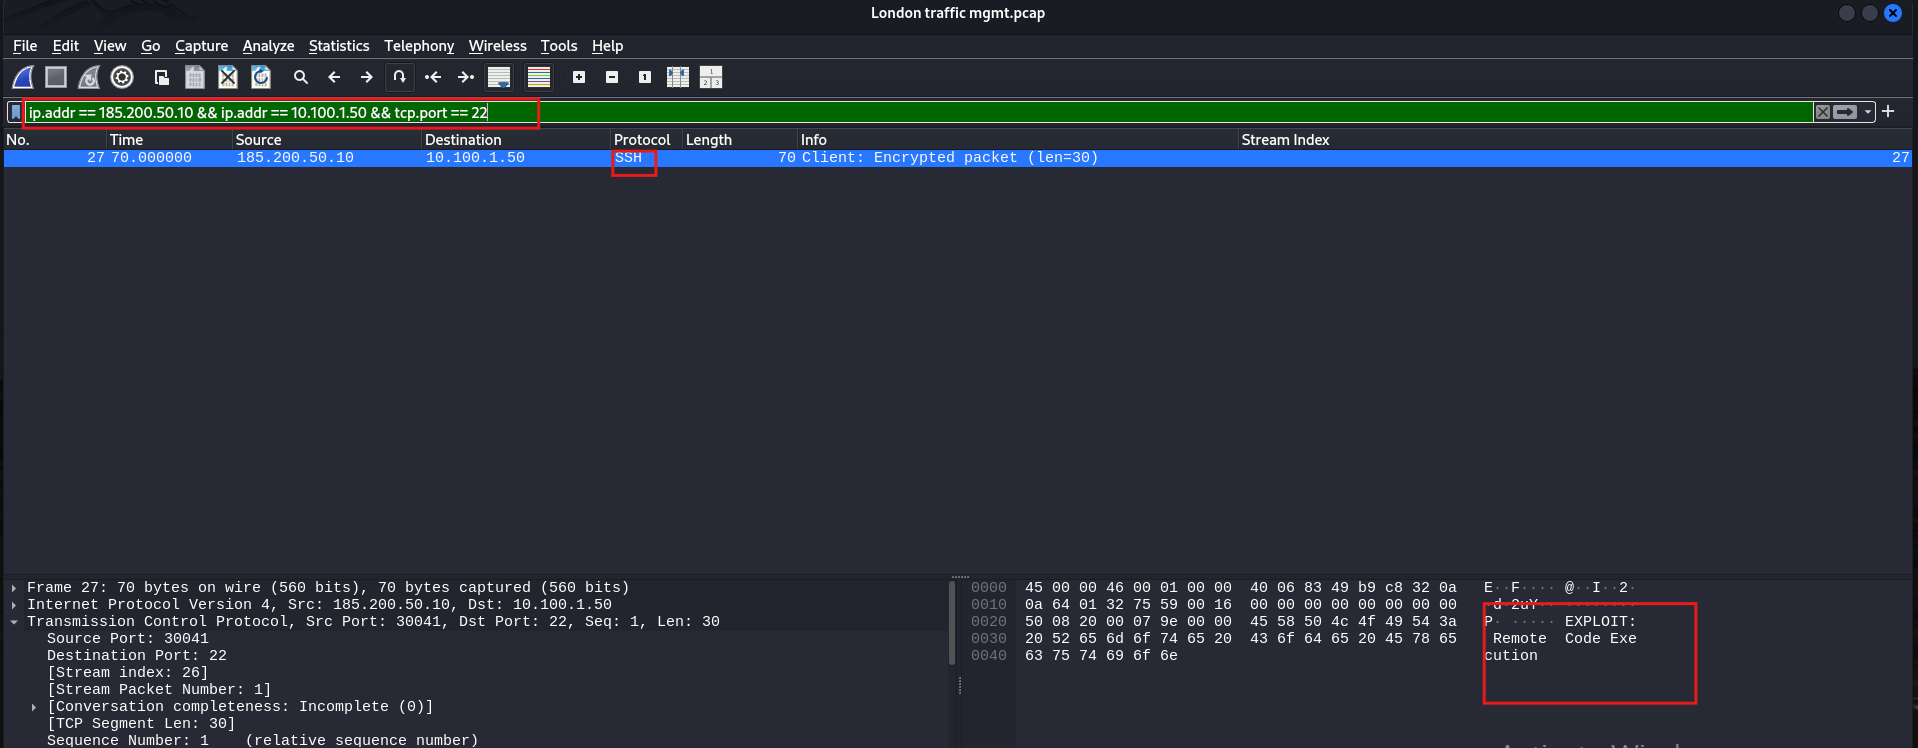 London traffic mgmt.pcap
File Edit View Go Capture Analyze Statistics Telephony Wireless Tools Help
ip.addr == 185.200.50.10 && ip.addr == 10.100.1.50 && tcp.port == 22
No. Time Source Destination Protocol Length Info Stream Index
27 70.000000 185.200.50.10 10.100.1.50 SSH 70 Client: Encrypted packet (len=30) 27
Frame 27: 70 bytes on wire (560 bits), 70 bytes captured (560 bits)
Internet Protocol Version 4, Src: 185.200.50.10, Dst: 10.100.1.50
Transmission Control Protocol, Src Port: 30041, Dst Port: 22, Seq: 1, Len: 30
Source Port: 30041
Destination Port: 22
[Stream index: 26]
[Stream Packet Number: 1]
[Conversation completeness: Incomplete (0)]
[TCP Segment Len: 30]
Sequence Number: 1 (relative sequence number)
0000 45 00 00 46 00 01 00 00 40 06 83 49 b9 c8 32 0a E··F···· @··I··2·
0010 0a 64 01 32 75 59 00 16 00 00 00 00 00 00 00 00 ·d·2uY·· ········
0020 50 08 20 00 07 9e 00 00 45 58 50 4c 4f 49 54 3a P· ····· EXPLOIT:
0030 20 52 65 6d 6f 74 65 20 43 6f 64 65 20 45 78 65 Remote Code Exe
0040 63 75 74 69 6f 6e cution